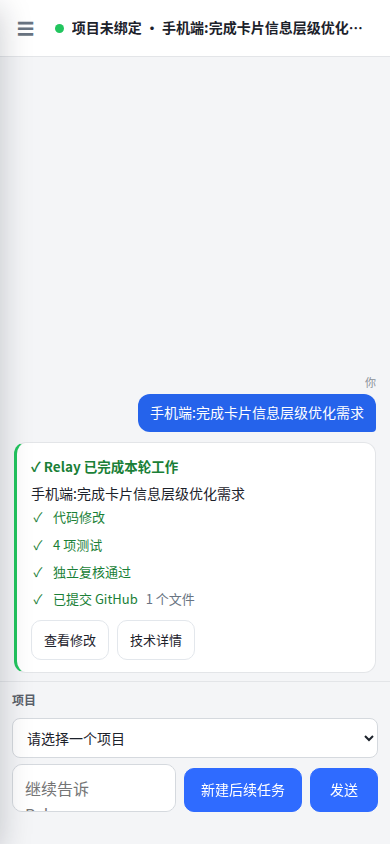 项目未绑定 · 手机端:完成卡片信息层级优化…
你
手机端:完成卡片信息层级优化需求
✓ Relay 已完成本轮工作
手机端:完成卡片信息层级优化需求
✓ 代码修改
✓ 4 项测试
✓ 独立复核通过
✓ 已提交 GitHub 1 个文件
查看修改 技术详情
项目
请选择一个项目
继续告诉
新建后续任务 发送